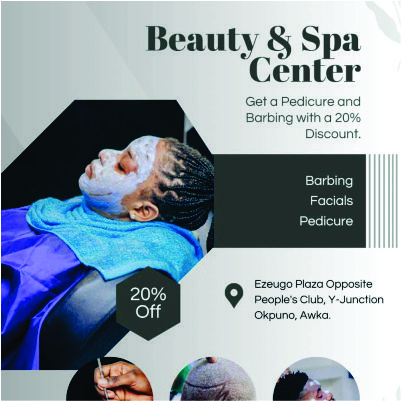 Beauty & Spa
Center
Get a Pedicure and
Barbing with a 20%
Discount.
Barbing
Facials
Pedicure
20%
Off
Ezeugo Plaza Opposite
People's Club, Y-Junction
Okpuno, Awka.